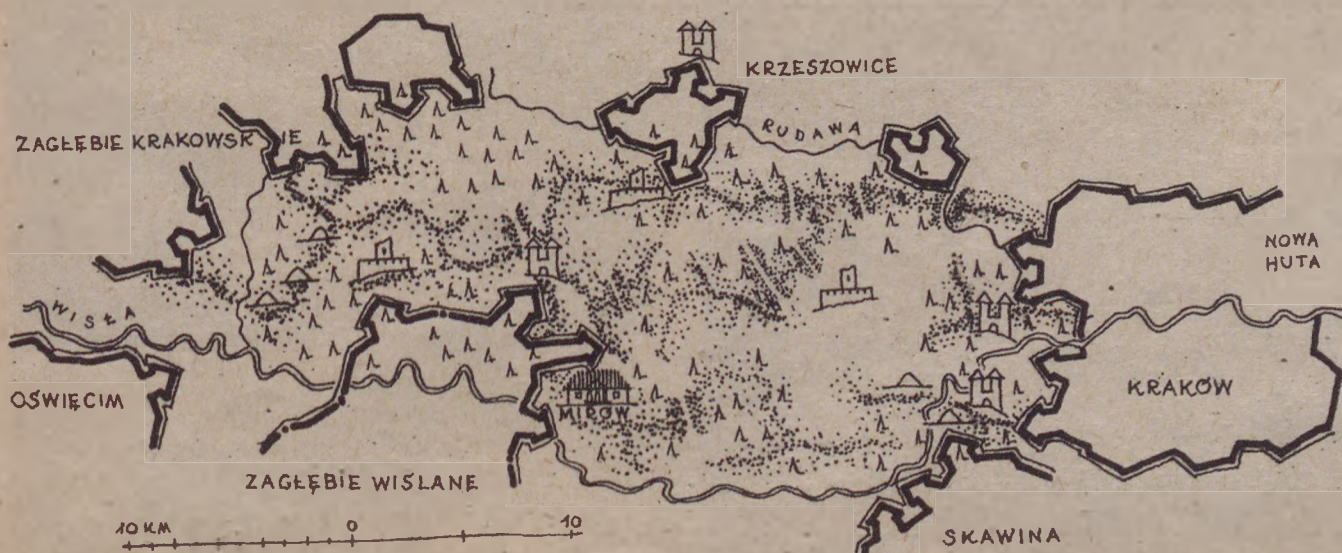 KRZESZOWICE
RUDAWA
ZAGŁĘBIE KRAKOWSKIE
NOWA
HUTA
WISŁA
OŚWIĘCIM
MIRÓW
KRAKÓW
ZAGŁĘBIE WIŚLANE
10 KM 0 10
SKAWINA